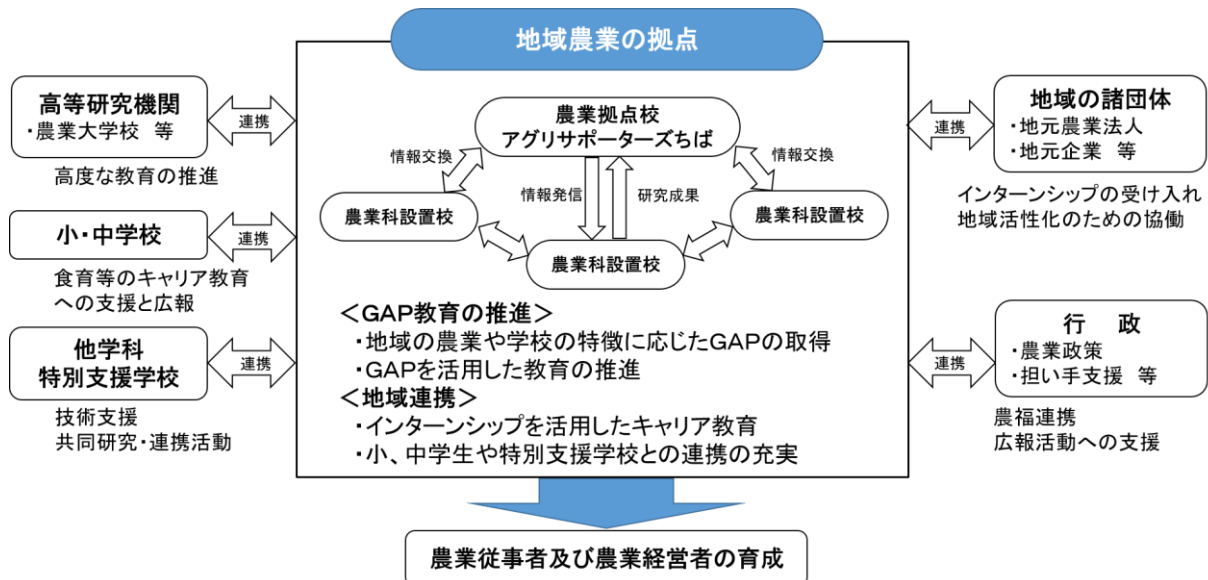 地域農業の拠点
高等研究機関
・農業大学校 等
連携
高度な教育の推進
小・中学校
連携
食育等のキャリア教育
への支援と広報
他学科
特別支援学校
連携
技術支援
共同研究・連携活動
農業拠点校
アグリサポーターズちば
情報交換
情報交換
情報発信
研究成果
農業科設置校
農業科設置校
農業科設置校
＜GAP教育の推進＞
・地域の農業や学校の特徴に応じたGAPの取得
・GAPを活用した教育の推進
＜地域連携＞
・インターンシップを活用したキャリア教育
・小、中学生や特別支援学校との連携の充実
連携
地域の諸団体
・地元農業法人
・地元企業 等
インターンシップの受け入れ
地域活性化のための協働
連携
行 政
・農業政策
・担い手支援 等
農福連携
広報活動への支援
農業従事者及び農業経営者の育成